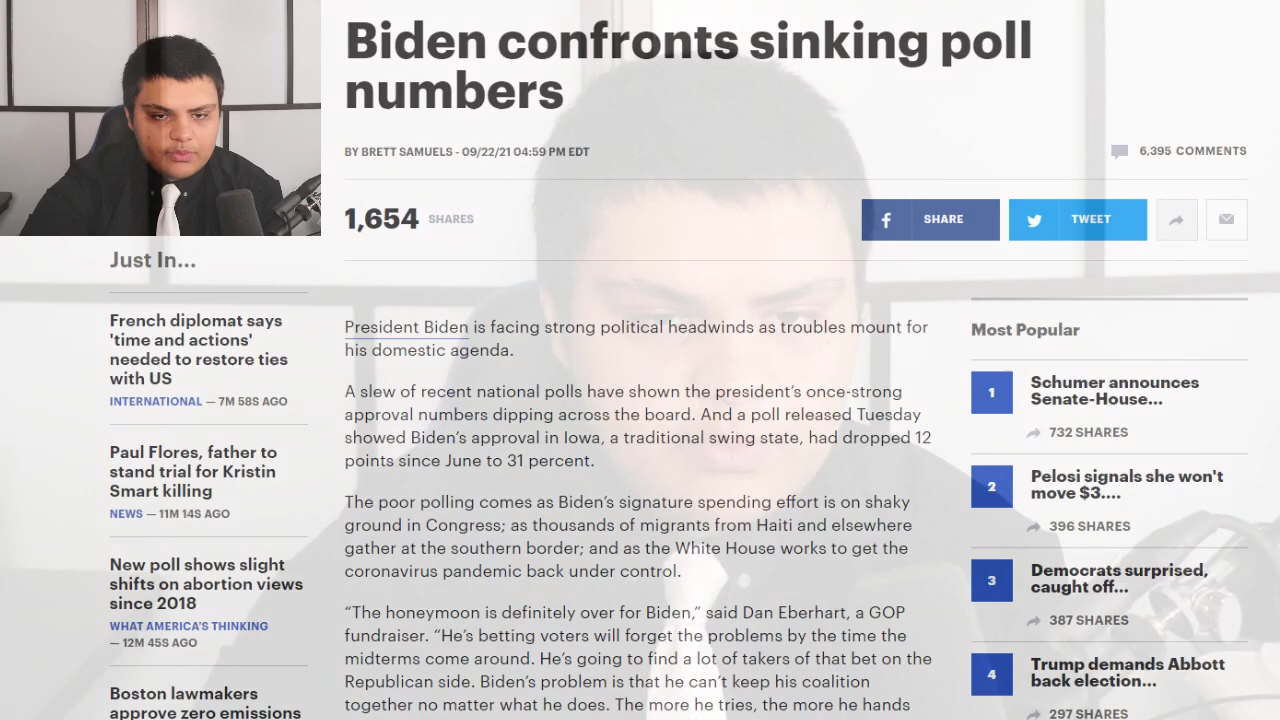 Biden confronts sinking poll
numbers
BY BRETT SAMUELS - 09/22/21 04:59 PM EDT
6,395 COMMENTS
1,654 SHARES
SHARE
TWEET
Just In...
French diplomat says
'time and actions'
needed to restore ties
with US
INTERNATIONAL — 7M 58S AGO
Paul Flores, father to
stand trial for Kristin
Smart killing
NEWS — 11M 14S AGO
New poll shows slight
shifts on abortion views
since 2018
WHAT AMERICA'S THINKING
— 12M 45S AGO
Boston lawmakers
approve zero emissions
President Biden is facing strong political headwinds as troubles mount for
his domestic agenda.
A slew of recent national polls have shown the president’s once-strong
approval numbers dipping across the board. And a poll released Tuesday
showed Biden’s approval in Iowa, a traditional swing state, had dropped 12
points since June to 31 percent.
The poor polling comes as Biden’s signature spending effort is on shaky
ground in Congress; as thousands of migrants from Haiti and elsewhere
gather at the southern border; and as the White House works to get the
coronavirus pandemic back under control.
“The honeymoon is definitely over for Biden,” said Dan Eberhart, a GOP
fundraiser. “He’s betting voters will forget the problems by the time the
midterms come around. He’s going to find a lot of takers of that bet on the
Republican side. Biden’s problem is that he can’t keep his coalition
together no matter what he does. The more he tries, the more he hands
Most Popular
1
Schumer announces
Senate-House...
732 SHARES
2
Pelosi signals she won't
move $3....
396 SHARES
3
Democrats surprised,
caught off...
387 SHARES
4
Trump demands Abbott
back election...
297 SHARES